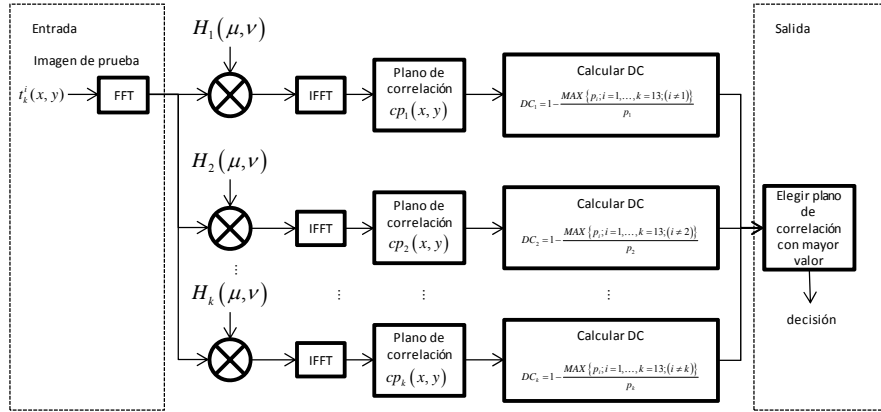 Entrada
Imagen de prueba
t_k^i(x, y)
FFT
H_1(μ,ν)
IFFT
Plano de
correlación
cp_1(x, y)
Calcular DC
DC_1 = 1 - MAX{p_i; i = 1,…, k = 13; (i ≠ 1)} / p_1
H_2(μ,ν)
IFFT
Plano de
correlación
cp_2(x, y)
Calcular DC
DC_2 = 1 - MAX{p_i; i = 1,…, k = 13; (i ≠ 2)} / p_2
...
⋮ ⋮ ⋮
H_k(μ,ν)
IFFT
Plano de
correlación
cp_k(x, y)
Calcular DC
DC_k = 1 - MAX{p_i; i = 1,…, k = 13; (i ≠ k)} / p_k
Salida
Elegir plano
de
correlación
con mayor
valor
decisión